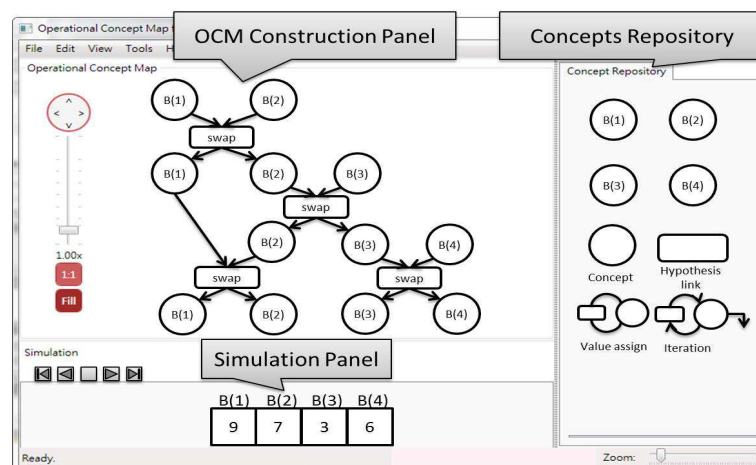 Operational Concept Map
OCM Construction Panel
Concepts Repository
File Edit View Tools
Operational Concept Map
Concept Repository
B(1) B(2)
swap
B(1) B(2) B(3)
swap
B(2) B(3) B(4)
swap swap
B(1) B(2) B(3) B(4)
1.00x
1:1
Fill
B(1) B(2)
B(3) B(4)
Concept
Hypothesis
link
Value assign Iteration
Simulation
Simulation Panel
B(1) B(2) B(3) B(4)
9 7 3 6
Ready.
Zoom: